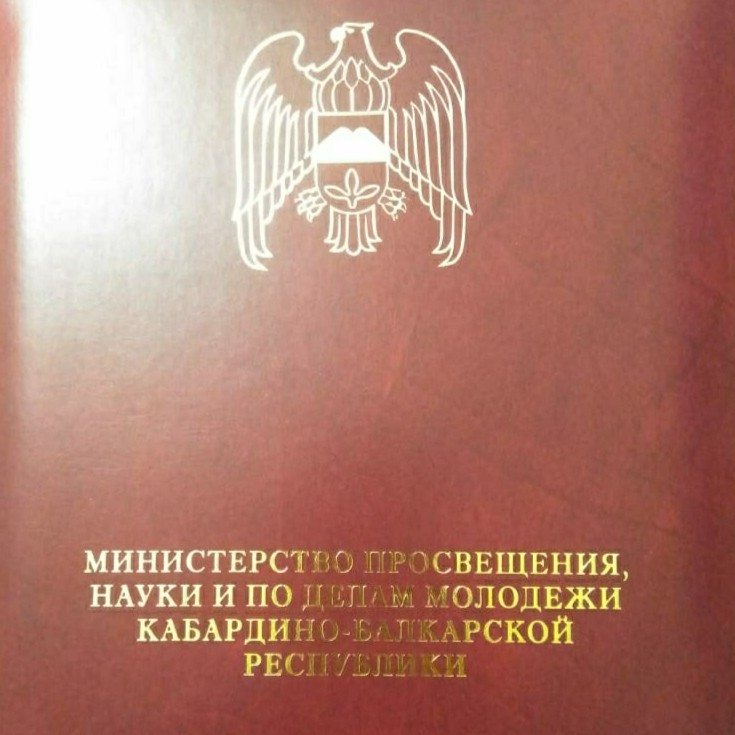 МИНИСТЕРСТВО ПРОСВЕЩЕНИЯ,
НАУКИ И ПО ДЕЛАМ МОЛОДЕЖИ
КАБАРДИНО-БАЛКАРСКОЙ
РЕСПУБЛИКИ